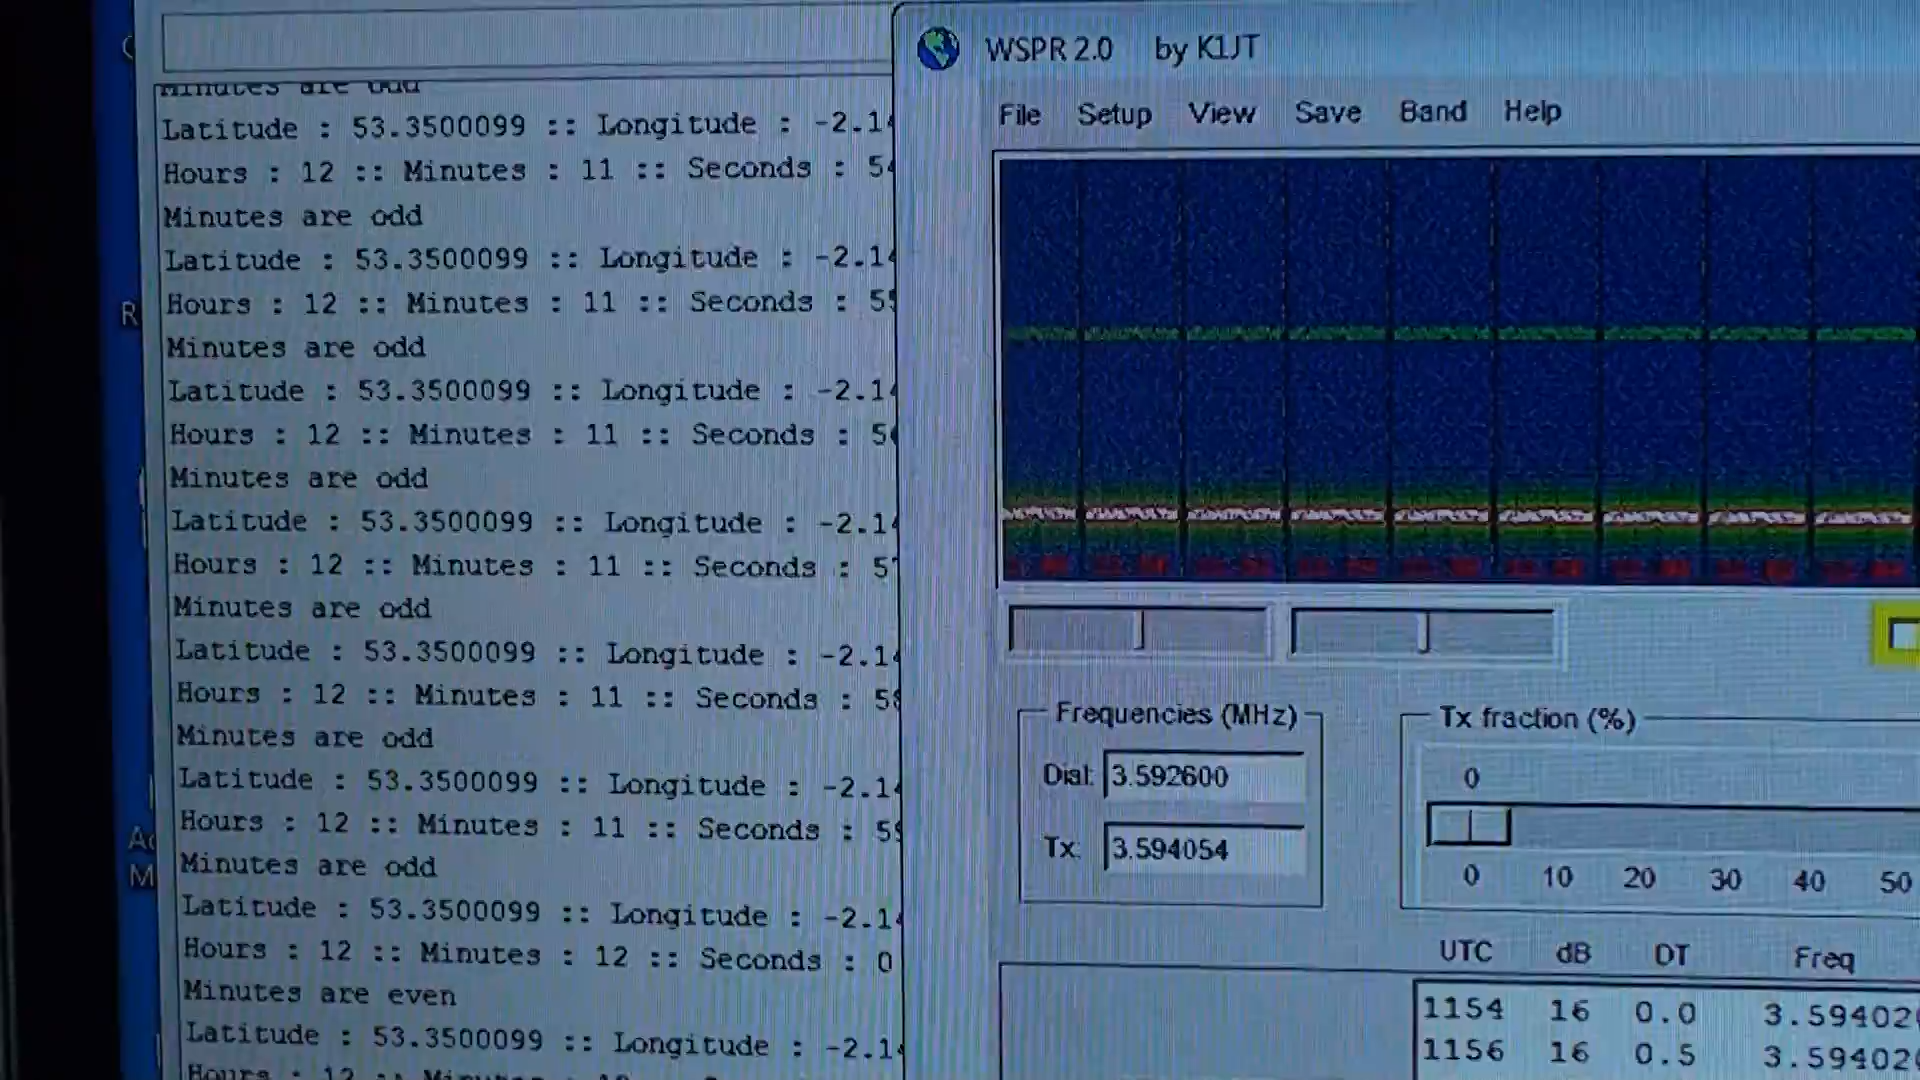 Minutes are odd
Latitude : 53.3500099 :: Longitude : -2.14
Hours : 12 :: Minutes : 11 :: Seconds : 54
Minutes are odd
Latitude : 53.3500099 :: Longitude : -2.14
Hours : 12 :: Minutes : 11 :: Seconds : 55
Minutes are odd
Latitude : 53.3500099 :: Longitude : -2.14
Hours : 12 :: Minutes : 11 :: Seconds : 56
Minutes are odd
Latitude : 53.3500099 :: Longitude : -2.14
Hours : 12 :: Minutes : 11 :: Seconds : 57
Minutes are odd
Latitude : 53.3500099 :: Longitude : -2.14
Hours : 12 :: Minutes : 11 :: Seconds : 58
Minutes are odd
Latitude : 53.3500099 :: Longitude : -2.14
Hours : 12 :: Minutes : 11 :: Seconds : 59
Minutes are odd
Latitude : 53.3500099 :: Longitude : -2.14
Hours : 12 :: Minutes : 12 :: Seconds : 0
Minutes are even
Latitude : 53.3500099 :: Longitude : -2.14
WSPR 2.0 by K1JT
File Setup View Save Band Help
Frequencies (MHz)
Dial: 3.592600
Tx: 3.594054
Tx fraction (%)
0
0 10 20 30 40 50
UTC dB DT Freq
1154 16 0.0 3.59402
1156 16 0.5 3.59402